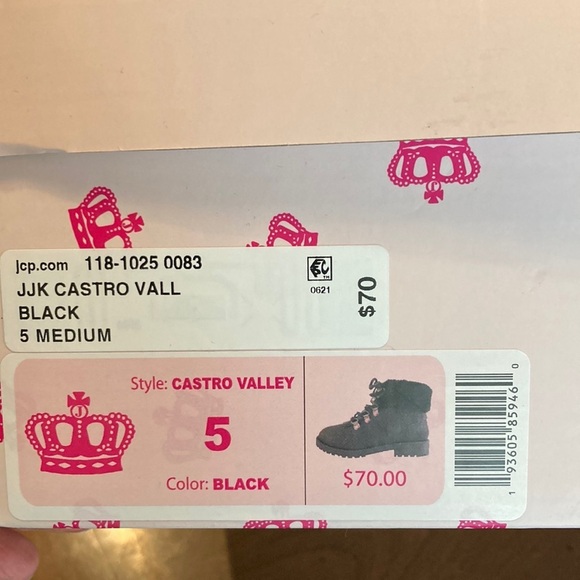 jcp.com 118-1025 0083
JJK CASTRO VALL
BLACK
5 MEDIUM
0621
$70
Style: CASTRO VALLEY
5
Color: BLACK
$70.00
1 93605 85946 0